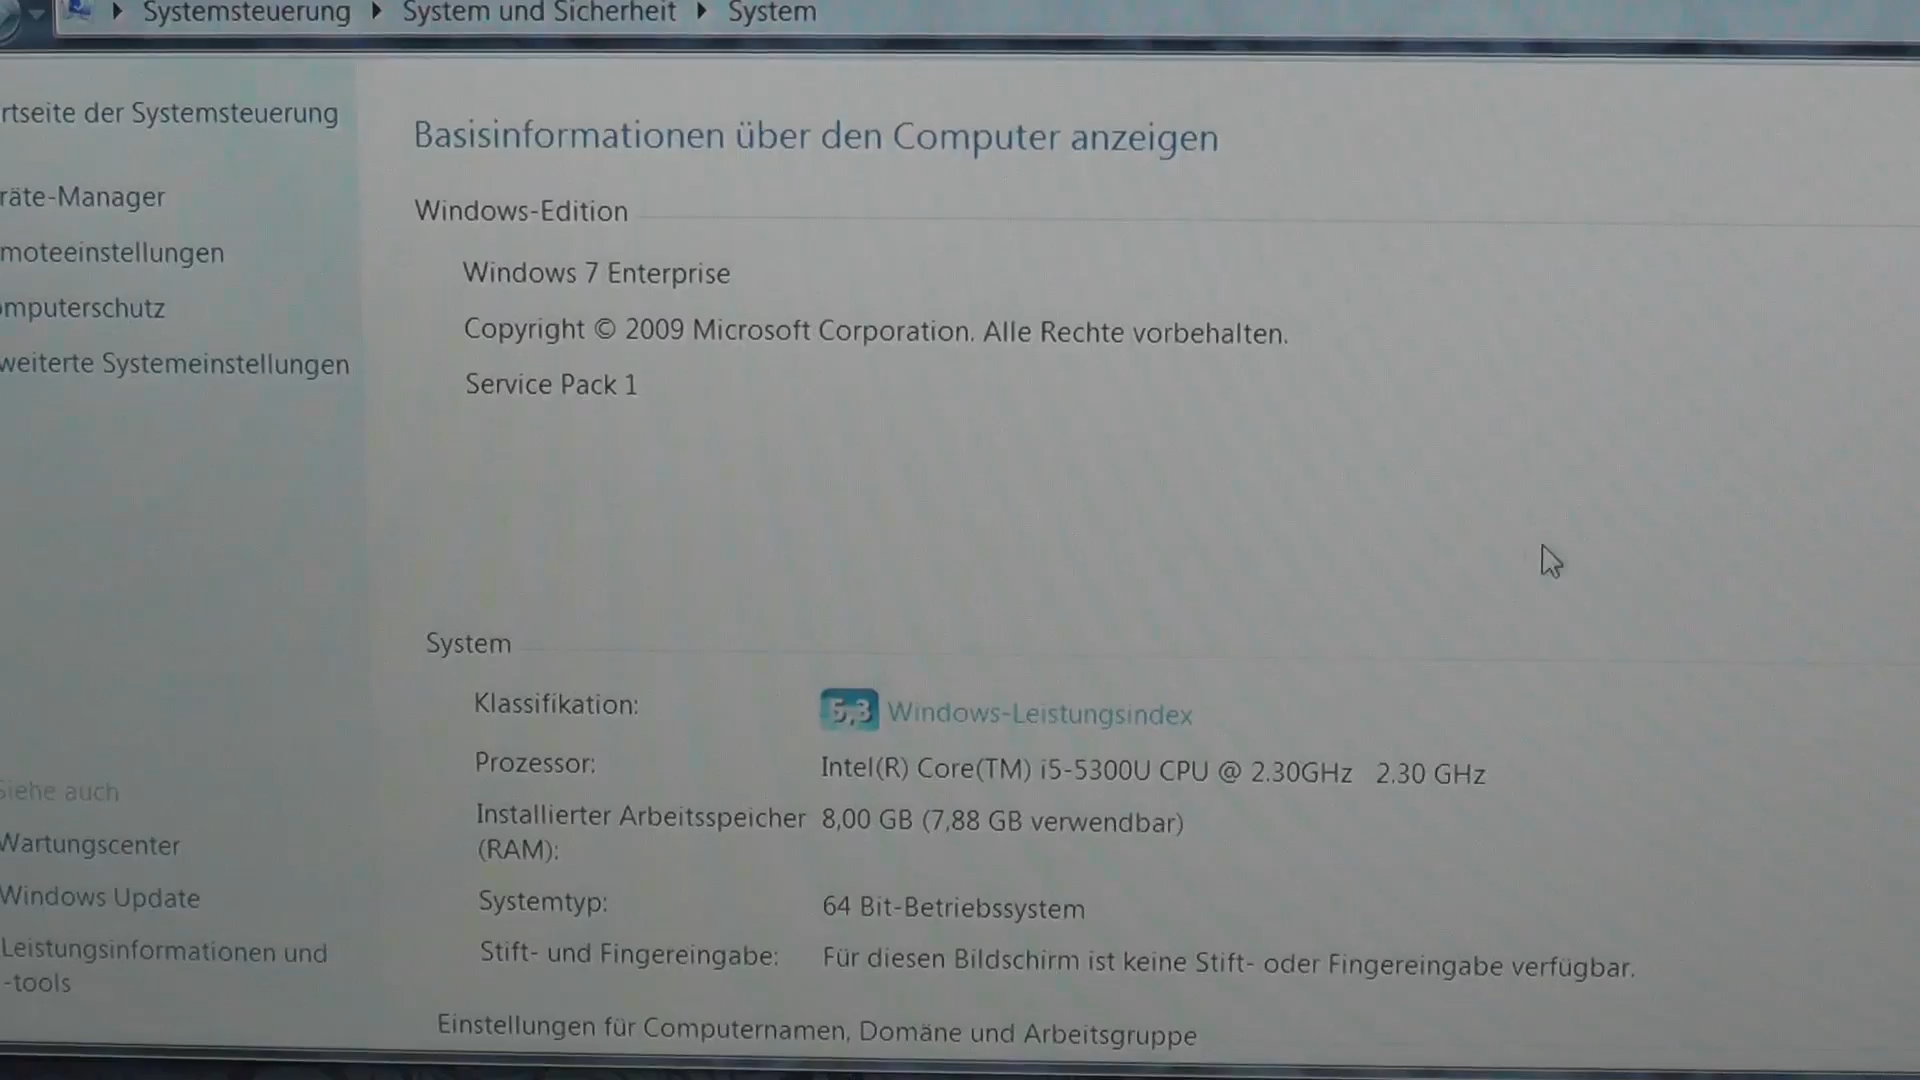 Systemsteuerung ▸ System und Sicherheit ▸ System
rtseite der Systemsteuerung
räte-Manager
moteeinstellungen
mputerschutz
weiterte Systemeinstellungen
Basisinformationen über den Computer anzeigen
Windows-Edition
Windows 7 Enterprise
Copyright © 2009 Microsoft Corporation. Alle Rechte vorbehalten.
Service Pack 1
System
Klassifikation: 5,3 Windows-Leistungsindex
Prozessor: Intel(R) Core(TM) i5-5300U CPU @ 2.30GHz 2.30 GHz
Installierter Arbeitsspeicher 8,00 GB (7,88 GB verwendbar)
(RAM):
Systemtyp: 64 Bit-Betriebssystem
Stift- und Fingereingabe: Für diesen Bildschirm ist keine Stift- oder Fingereingabe verfügbar.
Einstellungen für Computernamen, Domäne und Arbeitsgruppe
Siehe auch
Wartungscenter
Windows Update
Leistungsinformationen und
-tools